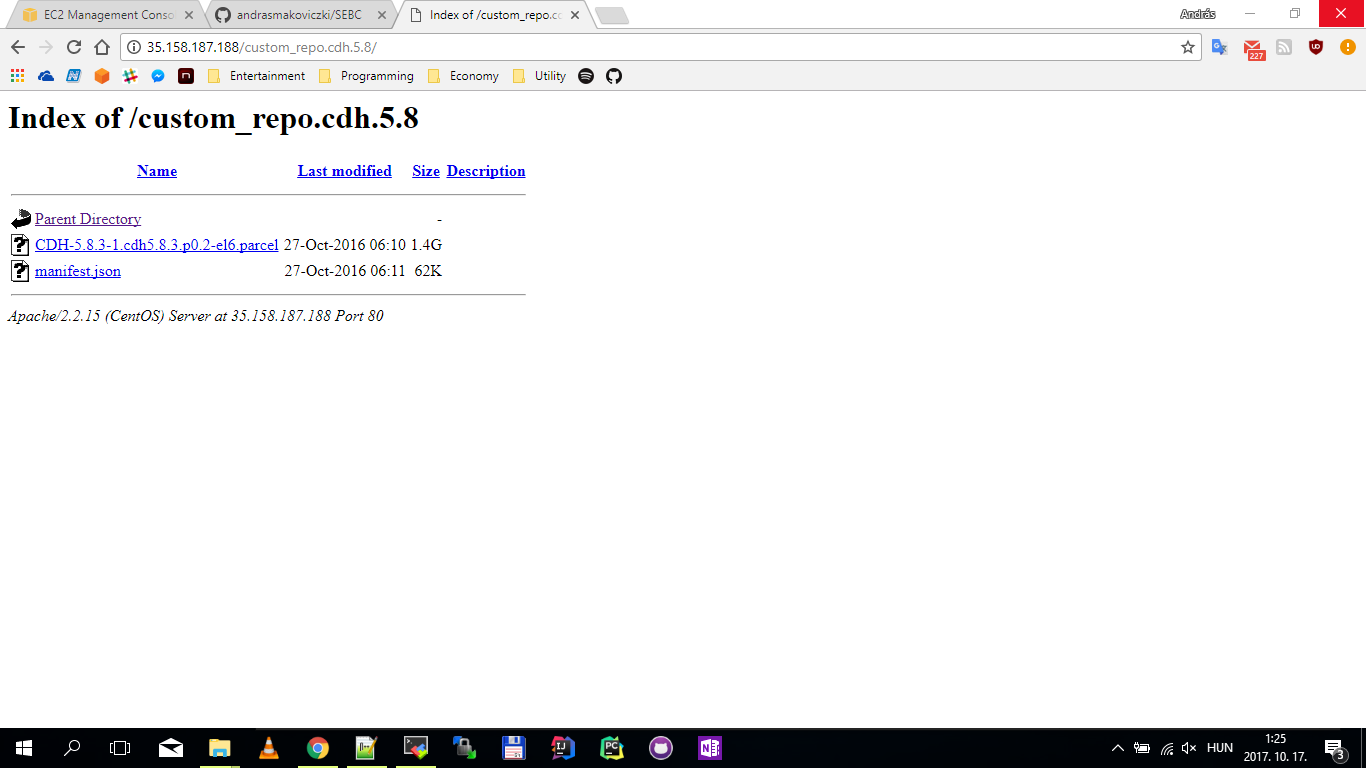 EC2 Management Conso
andrasmakoviczki/SEBC
Index of /custom_repo.cd
András
35.158.187.188/custom_repo.cdh.5.8/
227
Entertainment
Programming
Economy
Utility
Index of /custom_repo.cdh.5.8
Name Last modified Size Description
Parent Directory -
CDH-5.8.3-1.cdh5.8.3.p0.2-el6.parcel 27-Oct-2016 06:10 1.4G
manifest.json 27-Oct-2016 06:11 62K
Apache/2.2.15 (CentOS) Server at 35.158.187.188 Port 80
HUN
1:25
2017. 10. 17.
3